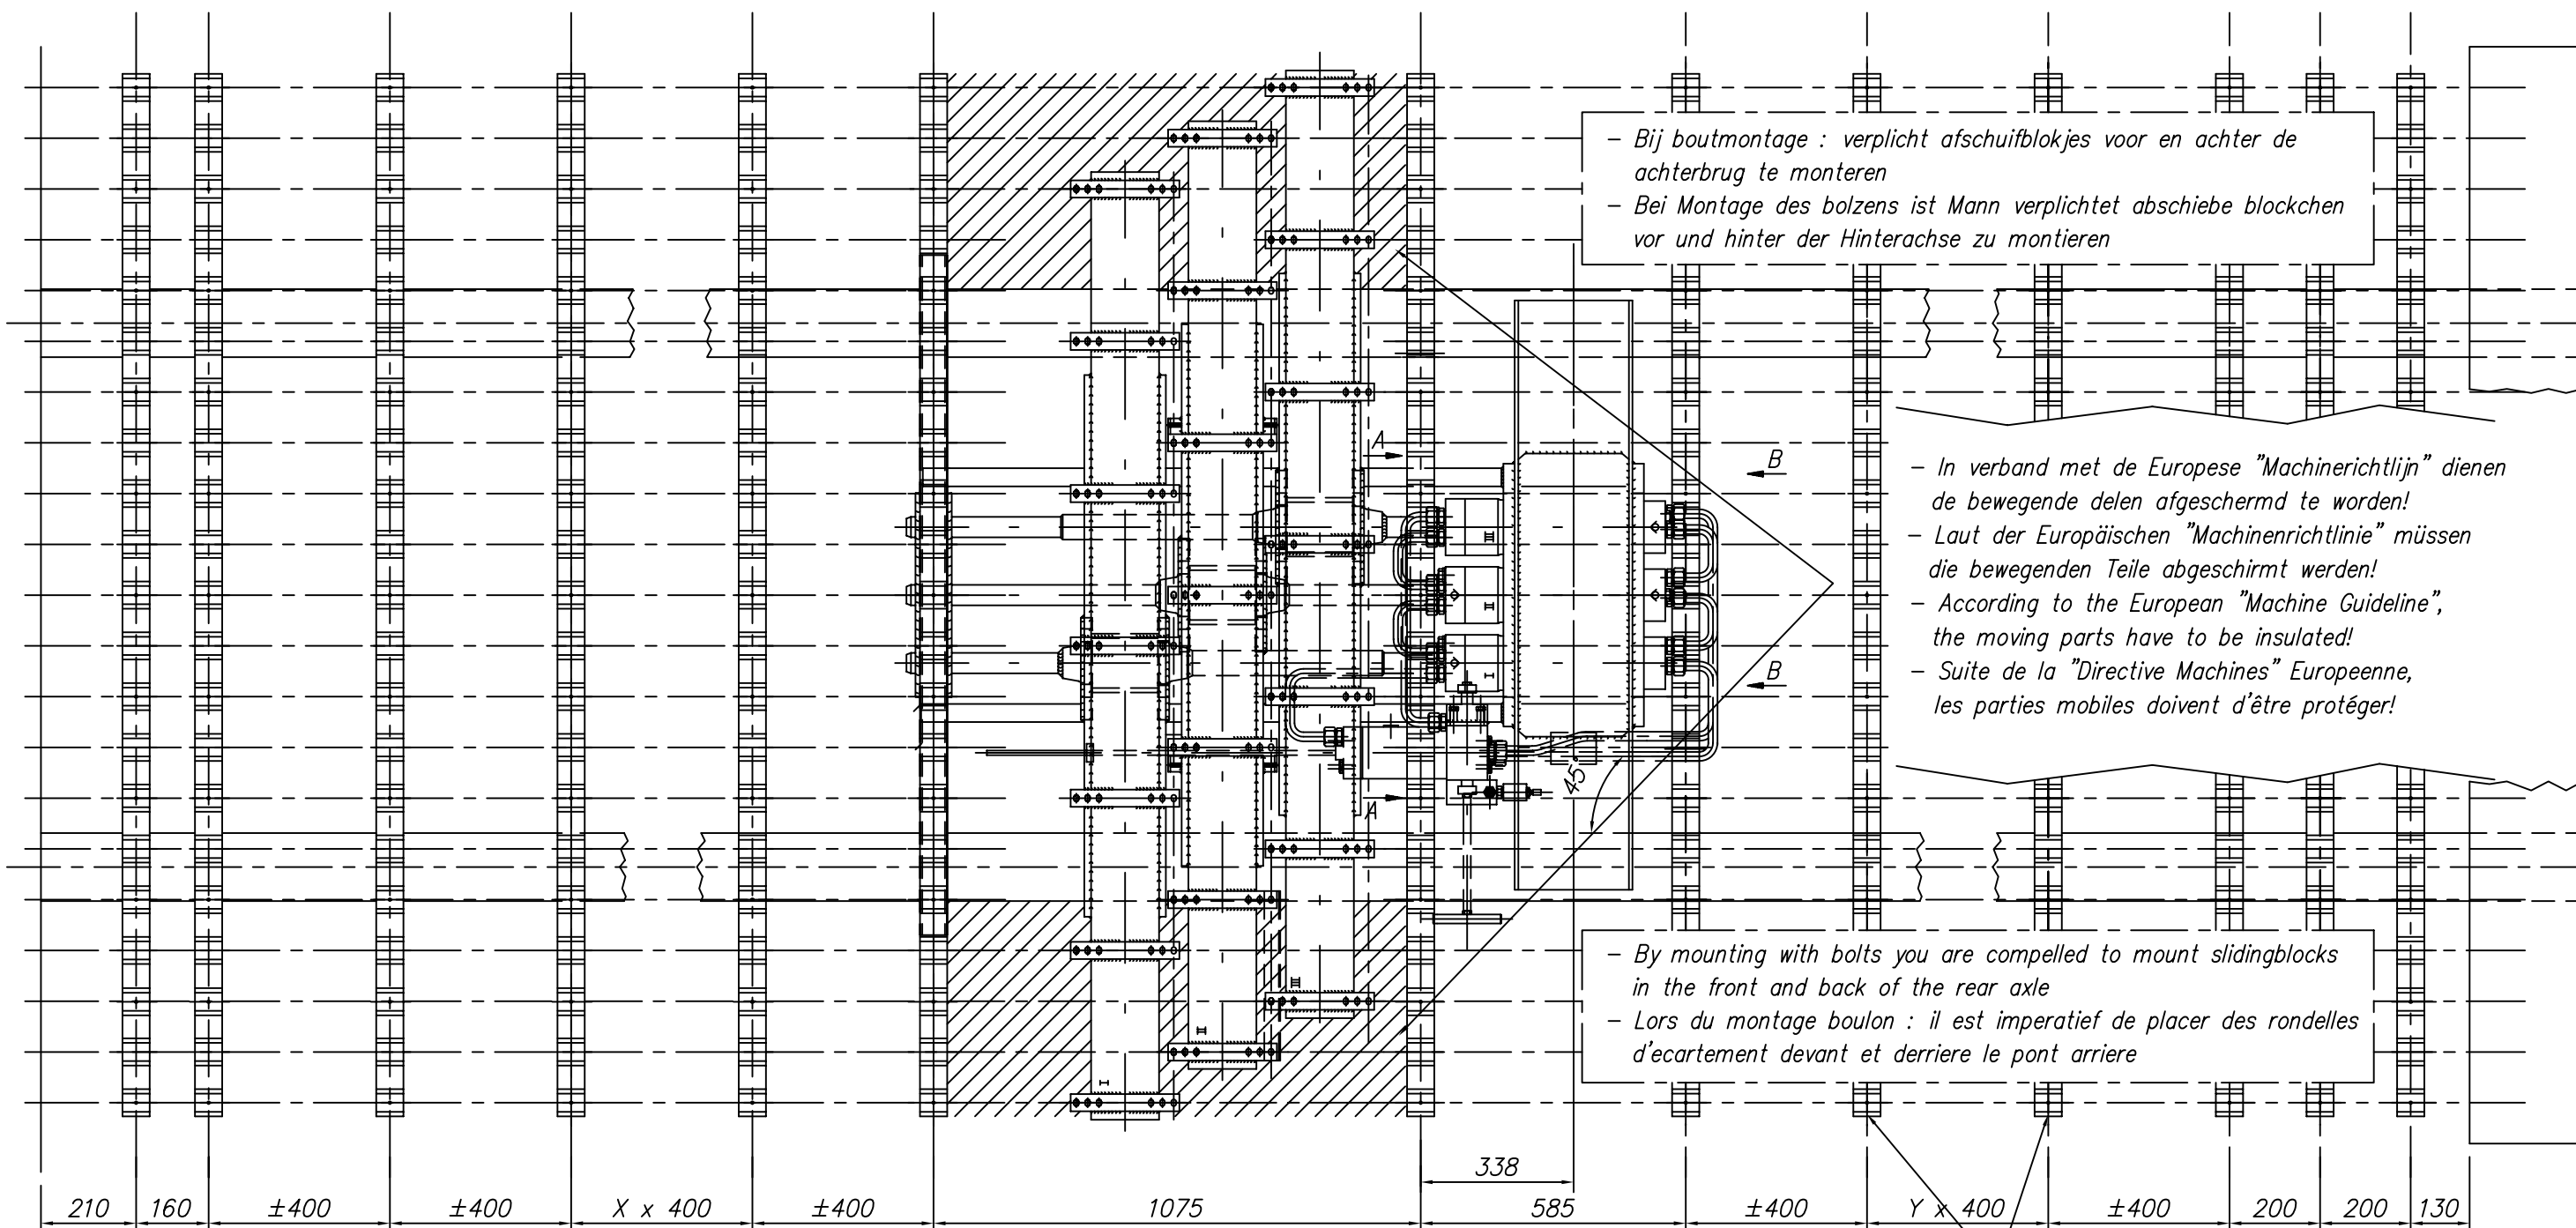 - Bij boutmontage : verplicht afschuifblokjes voor en achter de
achterbrug te monteren
- Bei Montage des bolzens ist Mann verplichtet abschiebe blockchen
vor und hinter der Hinterachse zu montieren
A
B
- In verband met de Europese "Machinerichtlijn" dienen
de bewegende delen afgeschermd te worden!
- Laut der Europäischen "Machinenrichtlinie" müssen
die bewegenden Teile abgeschirmt werden!
- According to the European "Machine Guideline",
the moving parts have to be insulated!
- Suite de la "Directive Machines" Europeenne,
les parties mobiles doivent d'être protéger!
III
II
I
B
45°
A
- By mounting with bolts you are compelled to mount slidingblocks
in the front and back of the rear axle
- Lors du montage boulon : il est imperatief de placer des rondelles
d'ecartement devant et derriere le pont arriere
III
II
I
338
210 160 ±400 ±400 X x 400 ±400 1075 585 ±400 Y x 400 ±400 200 200 130